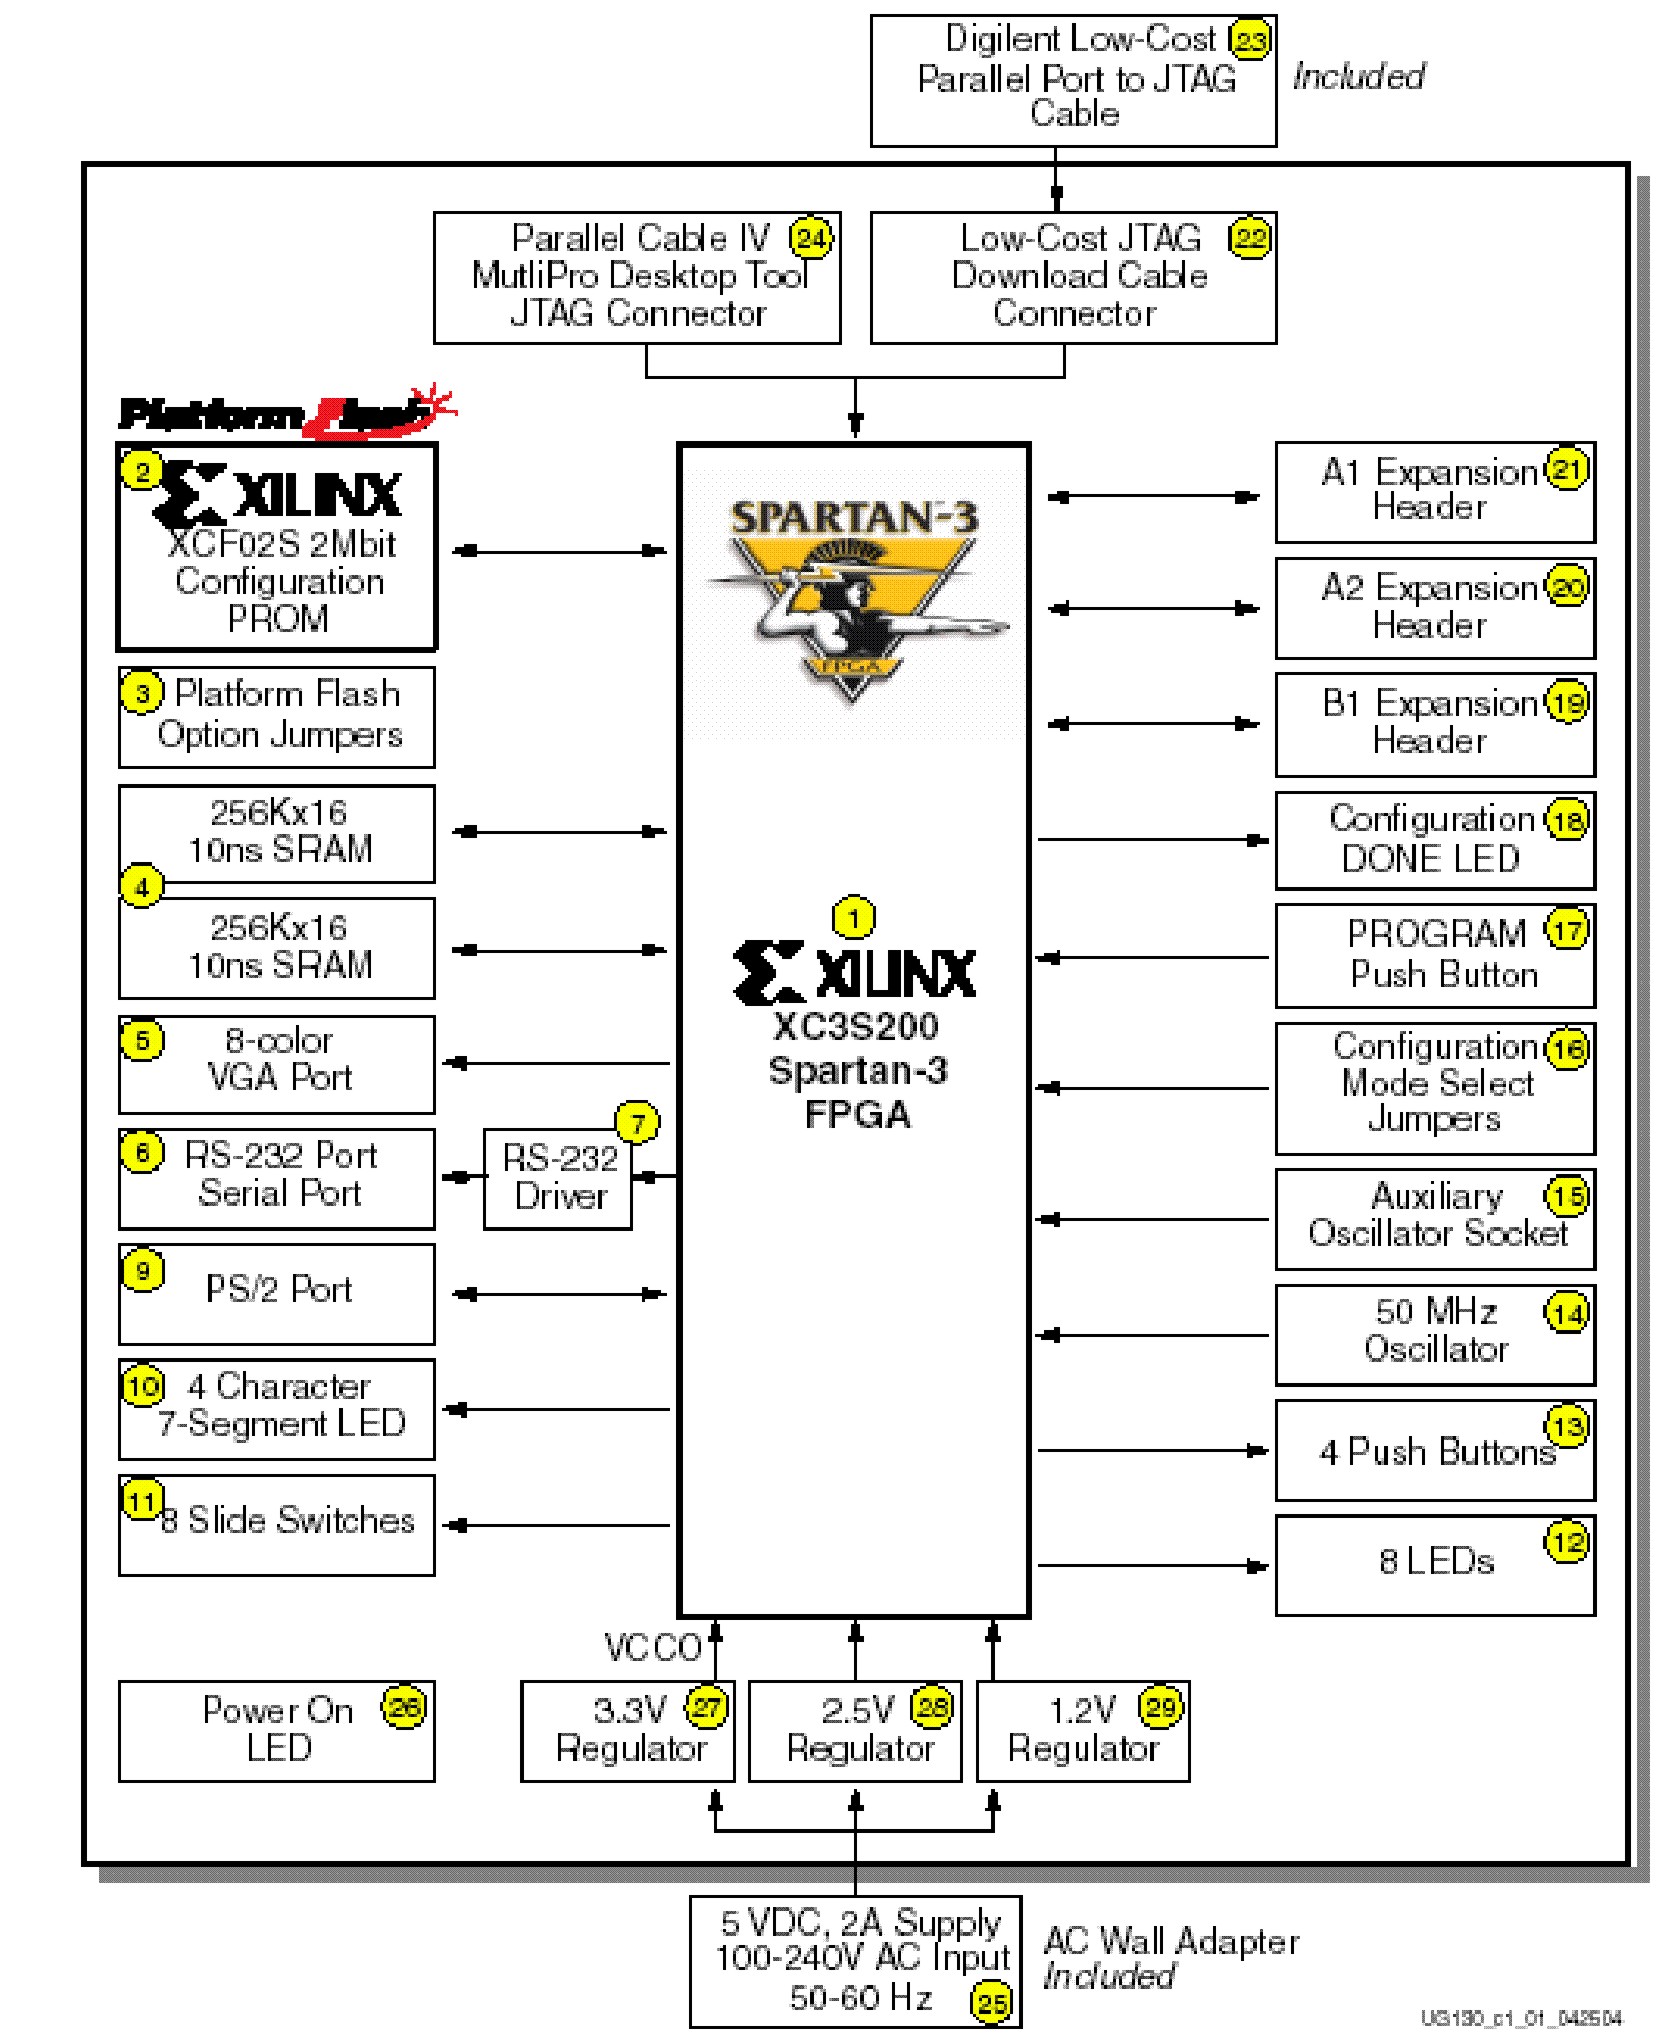 Digilent Low-Cost 23
Parallel Port to JTAG
Cable
Included
Parallel Cable IV 24
MutliPro Desktop Tool
JTAG Connector
Low-Cost JTAG 22
Download Cable
Connector
Platform Flash
2
XILINX
XCF02S 2Mbit
Configuration
PROM
3 Platform Flash
Option Jumpers
256Kx16
10ns SRAM
4
256Kx16
10ns SRAM
5 8-color
VGA Port
6 RS-232 Port
Serial Port
7
RS-232
Driver
9
PS/2 Port
10 4 Character
7-Segment LED
11
8 Slide Switches
SPARTAN-3
FPGA
1
XILINX
XC3S200
Spartan-3
FPGA
A1 Expansion 21
Header
A2 Expansion 20
Header
B1 Expansion 19
Header
Configuration 18
DONE LED
PROGRAM 17
Push Button
Configuration 16
Mode Select
Jumpers
Auxiliary 15
Oscillator Socket
50 MHz 14
Oscillator
13
4 Push Buttons
12
8 LEDs
VCCO
Power On 26
LED
3.3V 27
Regulator
2.5V 28
Regulator
1.2V 29
Regulator
5 VDC, 2A Supply
100-240V AC Input
50-60 Hz 25
AC Wall Adapter
Included
UG130_c1_01_042504